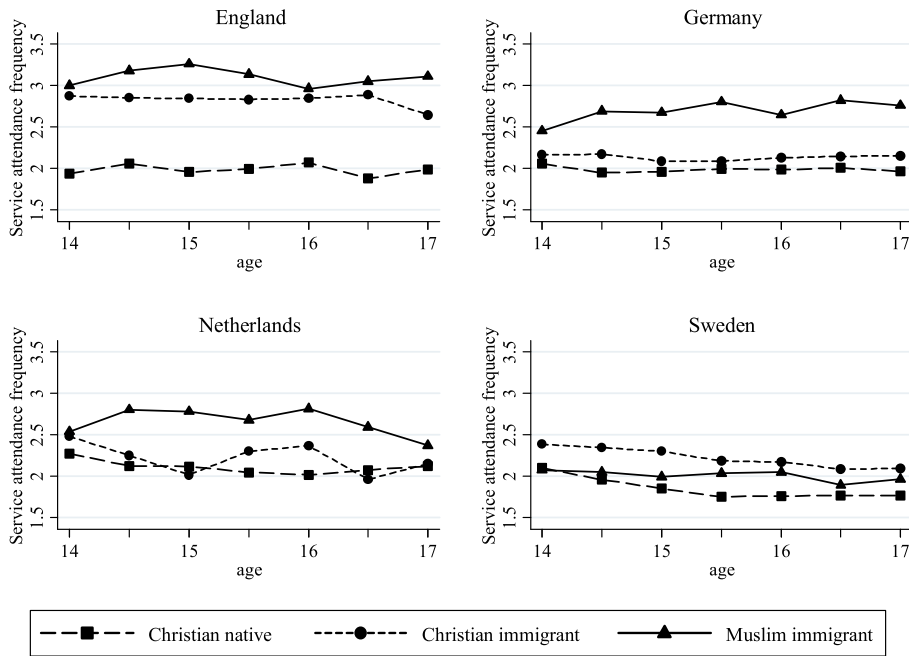 England
Service attendance frequency
3.5
3
2.5
2
1.5
14 15 16 17
age
Germany
Service attendance frequency
3.5
3
2.5
2
1.5
14 15 16 17
age
Netherlands
Service attendance frequency
3.5
3
2.5
2
1.5
14 15 16 17
age
Sweden
Service attendance frequency
3.5
3
2.5
2
1.5
14 15 16 17
age
Christian native Christian immigrant Muslim immigrant